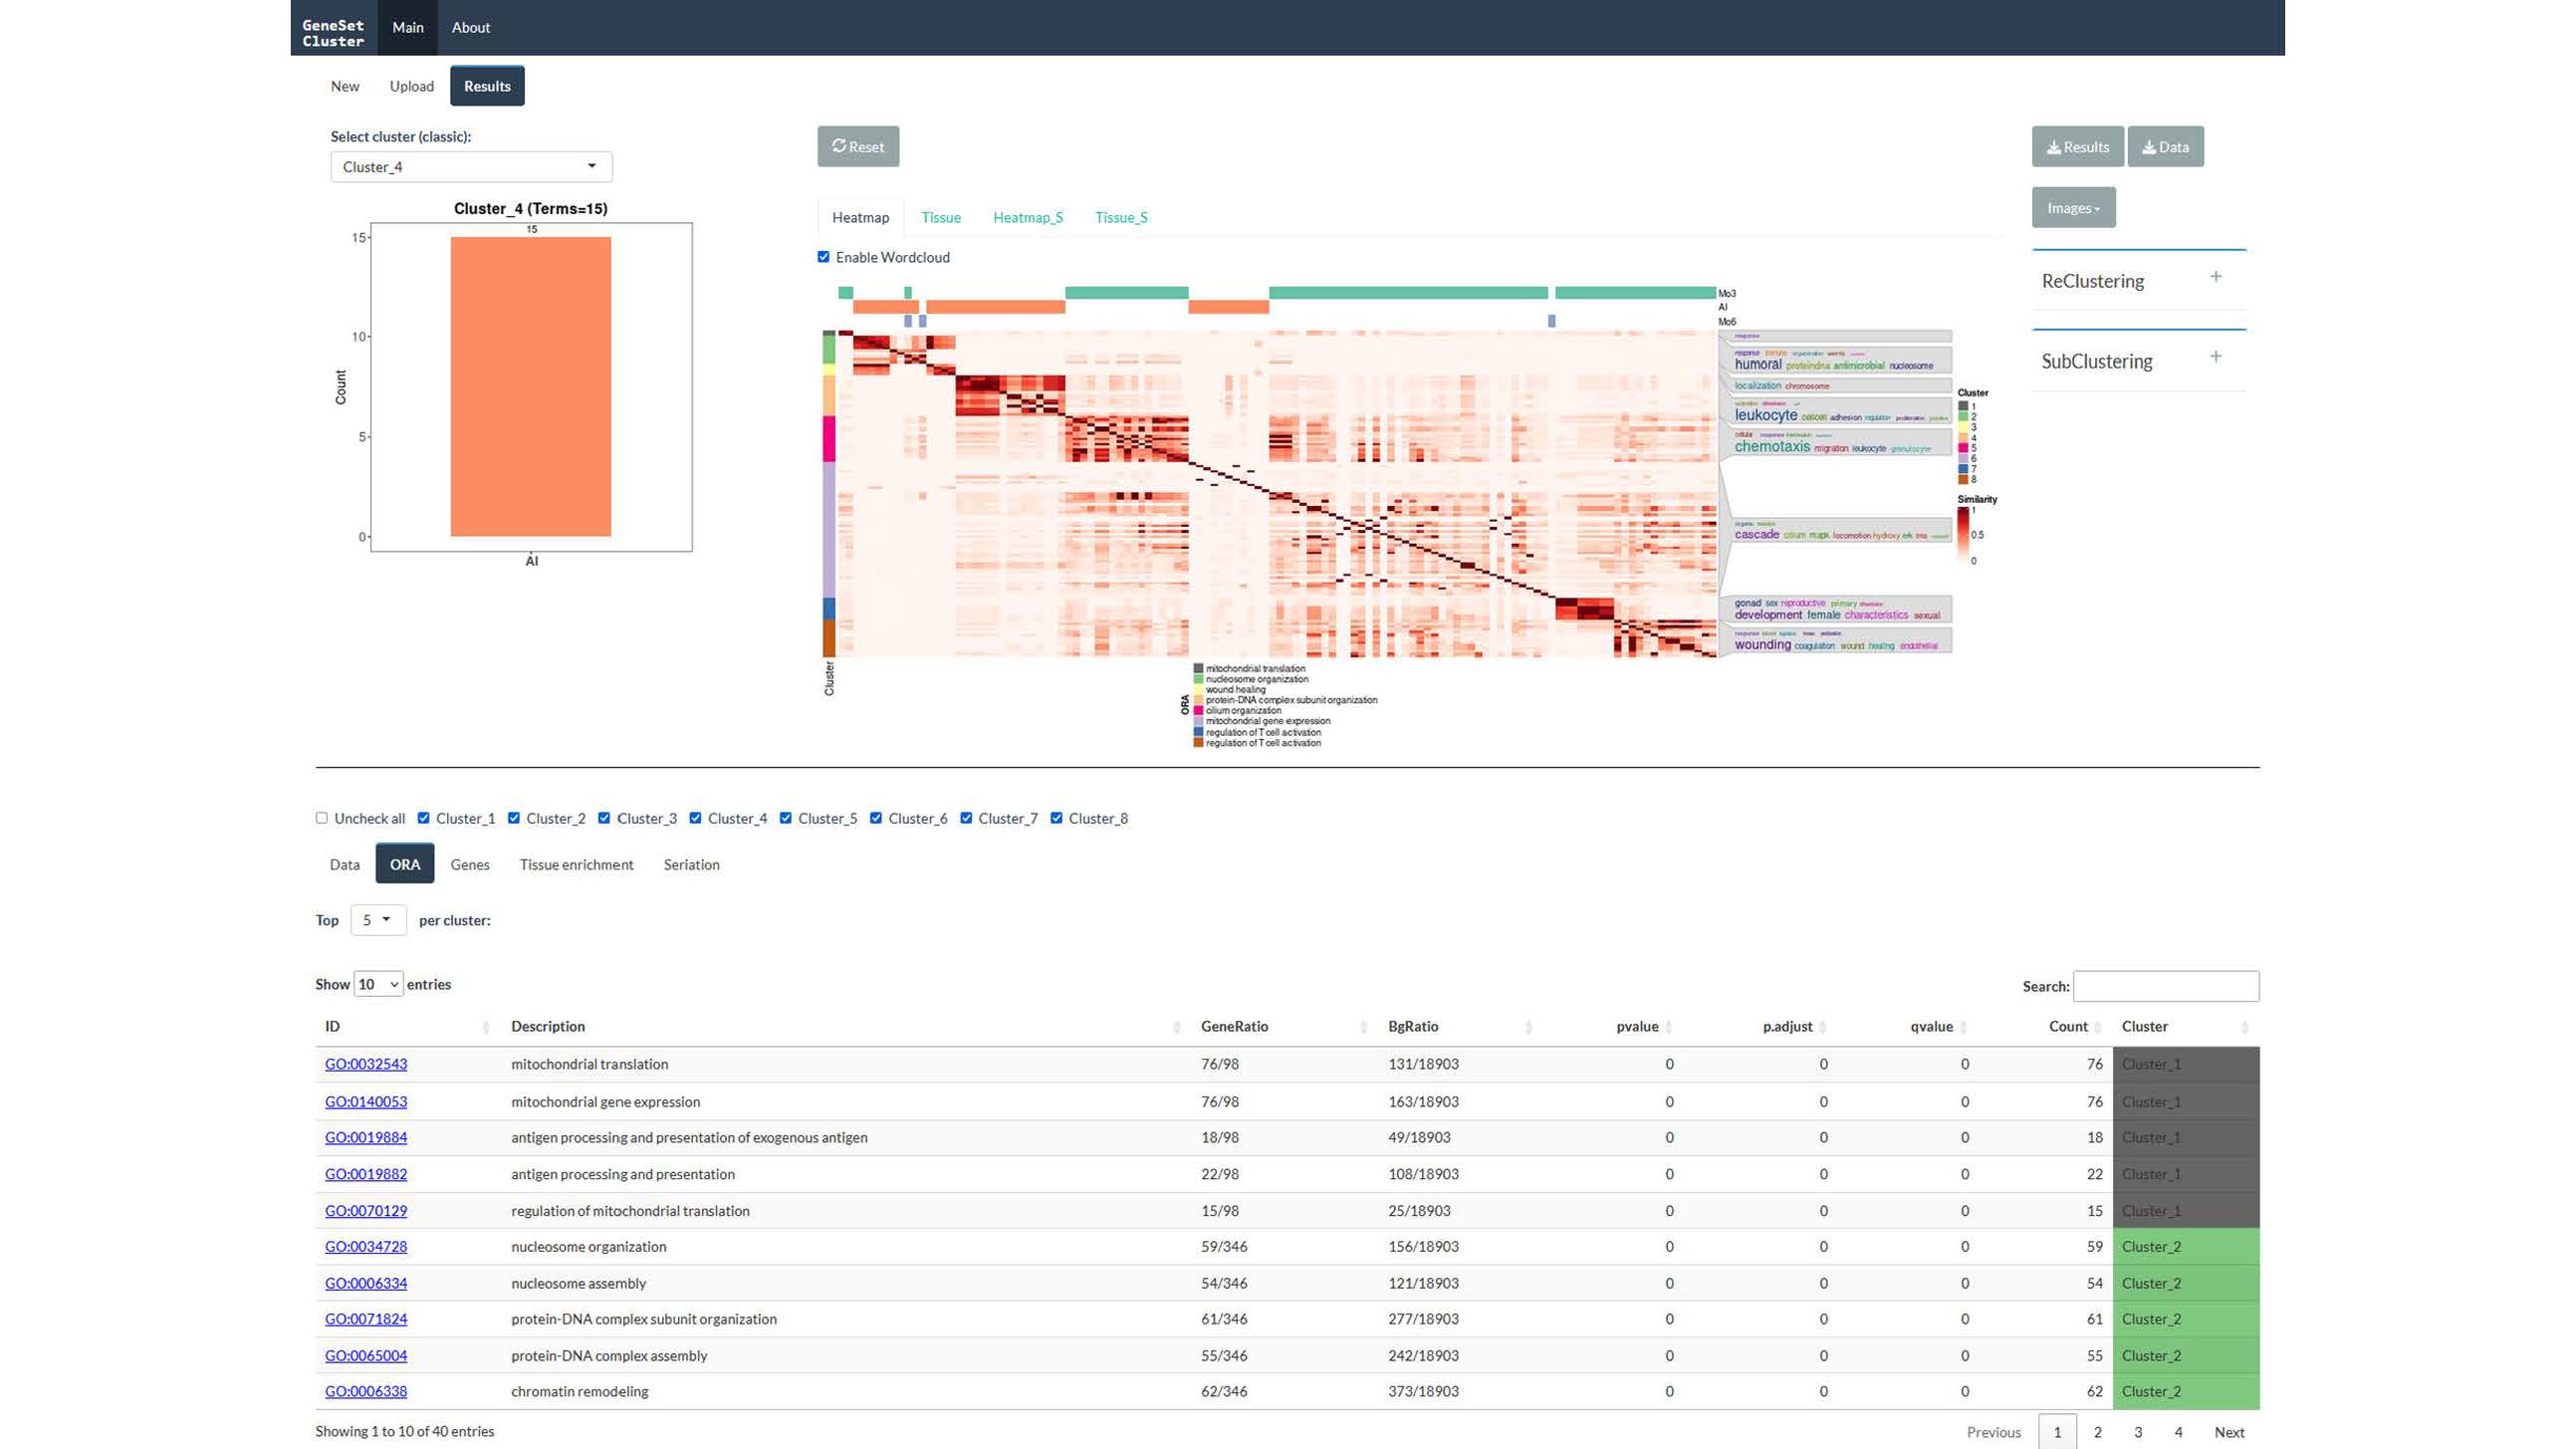 GeneSet
Cluster
Main
About
New
Upload
Results
Select cluster (classic):
Cluster_4
Reset
Results
Data
Images
Cluster_4 (Terms=15)
15
15
10
5
0
Count
AI
Heatmap
Tissue
Heatmap_S
Tissue_S
Enable Wordcloud
ReClustering
SubClustering
Mo3
AI
Mo6
response
response immune
humoral proteindna antimicrobial nucleosome
localization chromosome
leukocyte cellcell adhesion regulation proliferation
cellular response
chemotaxis migration leukocyte granulocyte
cascade cilium mapk locomotion hydroxy erk
gonad sex reproductive primary
development female characteristics sexual
response
wounding coagulation wound healing endothelial
Cluster
1
2
3
4
5
6
7
8
Similarity
1
0.5
0
Cluster
ORA
mitochondrial translation
nucleosome organization
wound healing
protein-DNA complex subunit organization
cilium organization
mitochondrial gene expression
regulation of T cell activation
regulation of T cell activation
Uncheck all Cluster_1 Cluster_2 Cluster_3 Cluster_4 Cluster_5 Cluster_6 Cluster_7 Cluster_8
Data ORA Genes Tissue enrichment Seriation
Top 5 per cluster:
Show 10 entries
Search:
ID Description GeneRatio BgRatio pvalue p.adjust qvalue Count Cluster
GO:0032543 mitochondrial translation 76/98 131/18903 0 0 0 76 Cluster_1
GO:0140053 mitochondrial gene expression 76/98 163/18903 0 0 0 76 Cluster_1
GO:0019884 antigen processing and presentation of exogenous antigen 18/98 49/18903 0 0 0 18 Cluster_1
GO:0019882 antigen processing and presentation 22/98 108/18903 0 0 0 22 Cluster_1
GO:0070129 regulation of mitochondrial translation 15/98 25/18903 0 0 0 15 Cluster_1
GO:0034728 nucleosome organization 59/346 156/18903 0 0 0 59 Cluster_2
GO:0006334 nucleosome assembly 54/346 121/18903 0 0 0 54 Cluster_2
GO:0071824 protein-DNA complex subunit organization 61/346 277/18903 0 0 0 61 Cluster_2
GO:0065004 protein-DNA complex assembly 55/346 242/18903 0 0 0 55 Cluster_2
GO:0006338 chromatin remodeling 62/346 373/18903 0 0 0 62 Cluster_2
Showing 1 to 10 of 40 entries
Previous 1 2 3 4 Next